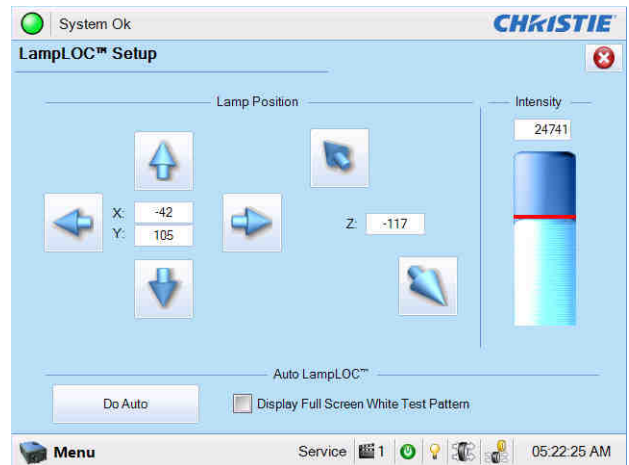 System Ok
CHRISTIE
LampLOC™ Setup
Lamp Position
Intensity
24741
X: -42
Y: 105
Z: -117
Auto LampLOC™
Do Auto
Display Full Screen White Test Pattern
Menu
Service
1
05:22:25 AM